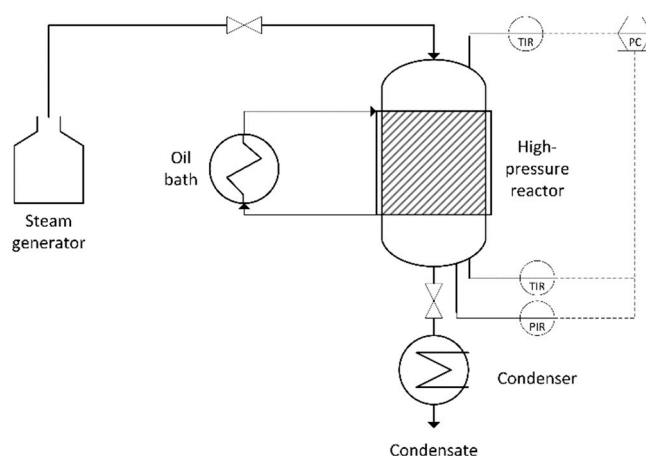 TIR
PC
Oil
bath
High-
pressure
reactor
Steam
generator
TIR
PIR
Condenser
Condensate